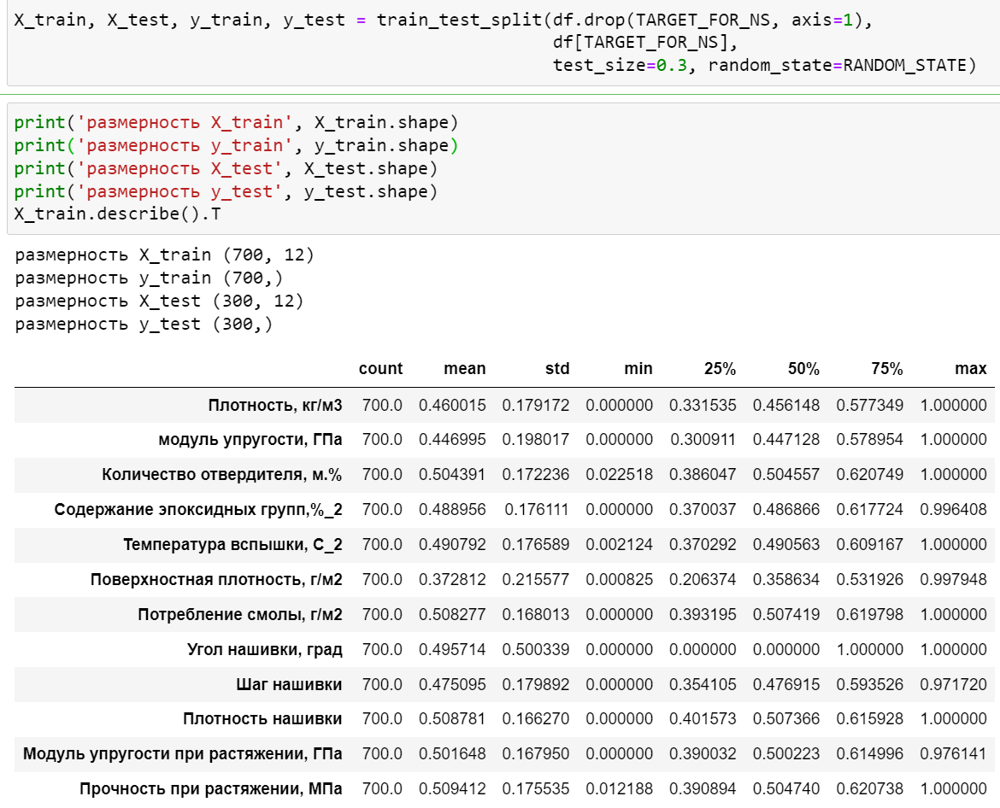 X_train, X_test, y_train, y_test = train_test_split(df.drop(TARGET_FOR_NS, axis=1),
df[TARGET_FOR_NS],
test_size=0.3, random_state=RANDOM_STATE)
print('размерность X_train', X_train.shape)
print('размерность y_train', y_train.shape)
print('размерность X_test', X_test.shape)
print('размерность y_test', y_test.shape)
X_train.describe().T
размерность X_train (700, 12)
размерность y_train (700,)
размерность X_test (300, 12)
размерность y_test (300,)
count mean std min 25% 50% 75% max
Плотность, кг/м3 700.0 0.460015 0.179172 0.000000 0.331535 0.456148 0.577349 1.000000
модуль упругости, ГПа 700.0 0.446995 0.198017 0.000000 0.300911 0.447128 0.578954 1.000000
Количество отвердителя, м.% 700.0 0.504391 0.172236 0.022518 0.386047 0.504557 0.620749 1.000000
Содержание эпоксидных групп,%_2 700.0 0.488956 0.176111 0.000000 0.370037 0.486866 0.617724 0.996408
Температура вспышки, С_2 700.0 0.490792 0.176589 0.002124 0.370292 0.490563 0.609167 1.000000
Поверхностная плотность, г/м2 700.0 0.372812 0.215577 0.000825 0.206374 0.358634 0.531926 0.997948
Потребление смолы, г/м2 700.0 0.508277 0.168013 0.000000 0.393195 0.507419 0.619798 1.000000
Угол нашивки, град 700.0 0.495714 0.500339 0.000000 0.000000 0.000000 1.000000 1.000000
Шаг нашивки 700.0 0.475095 0.179892 0.000000 0.354105 0.476915 0.593526 0.971720
Плотность нашивки 700.0 0.508781 0.166270 0.000000 0.401573 0.507366 0.615928 1.000000
Модуль упругости при растяжении, ГПа 700.0 0.501648 0.167950 0.000000 0.390032 0.500223 0.614996 0.976141
Прочность при растяжении, МПа 700.0 0.509412 0.175535 0.012188 0.390894 0.504740 0.620738 1.000000